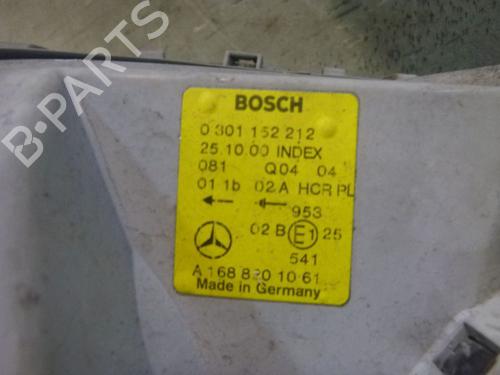 B-PARTS
BOSCH
0 301 152 212
25.10.00 INDEX
081 Q04 04
01 1b 02A HCR PL
953
02 B E1 25
541
A 168 820 10 61
Made in Germany